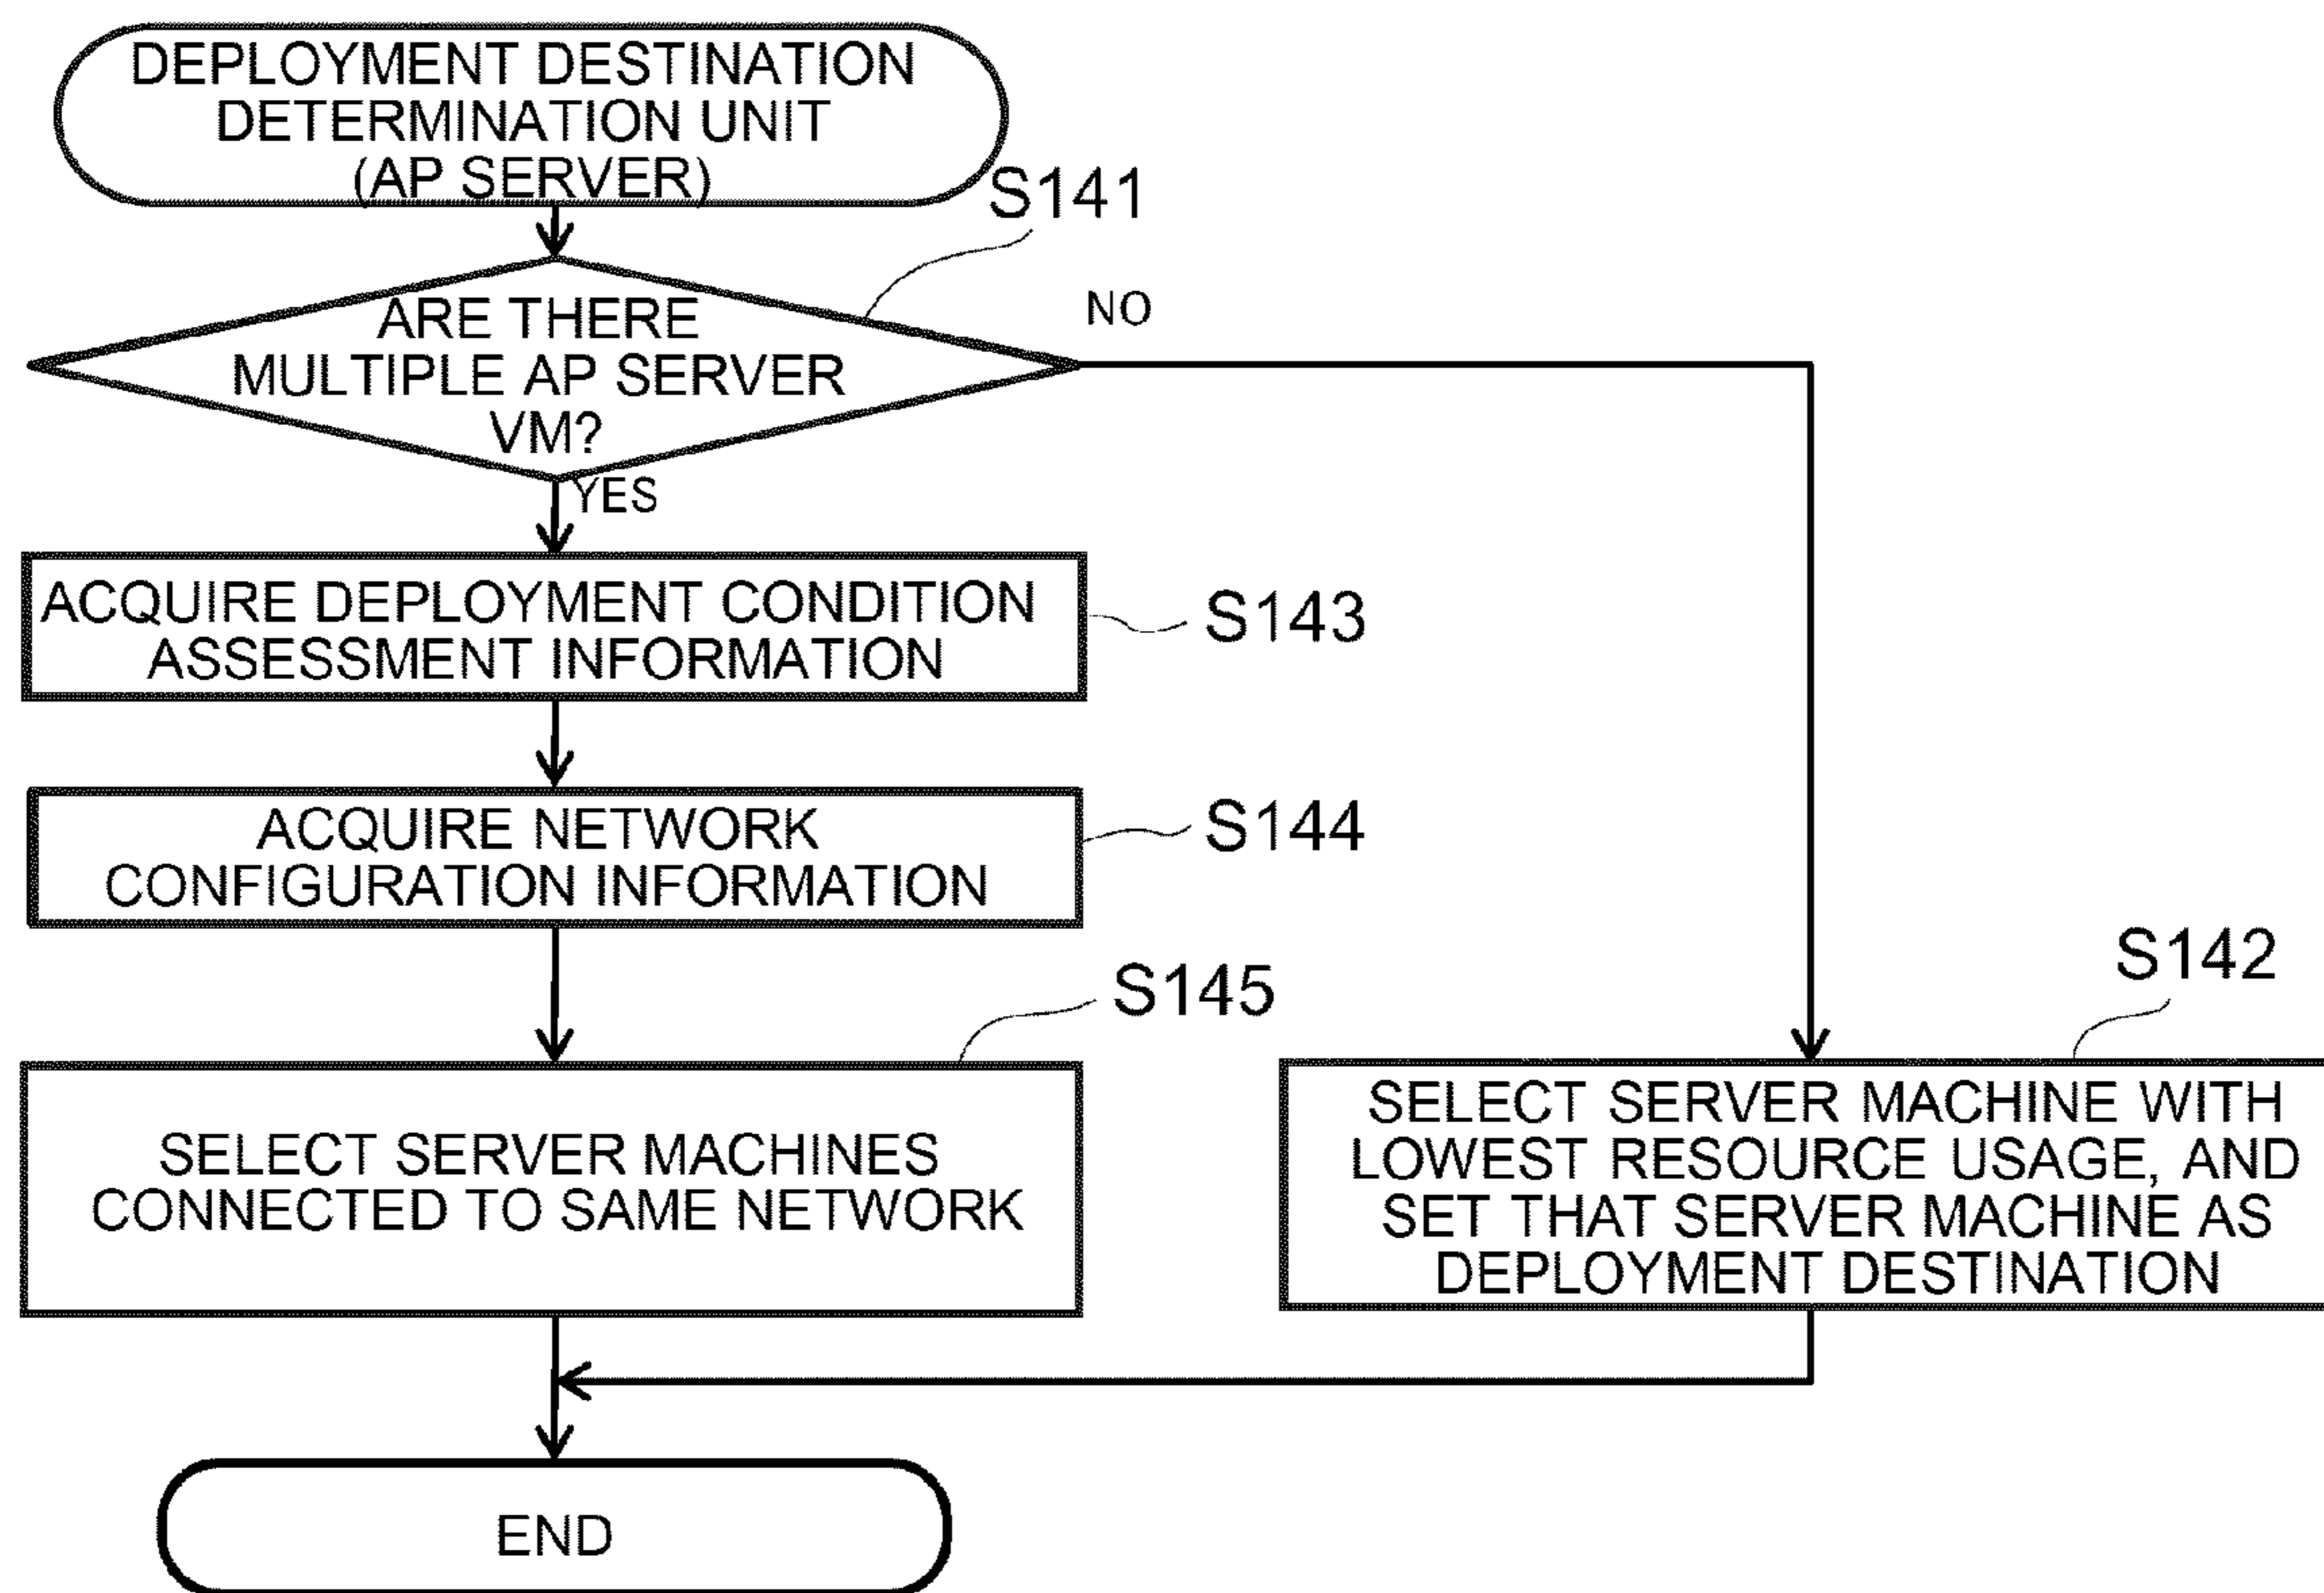 DEPLOYMENT DESTINATION
DETERMINATION UNIT
(AP SERVER)
S141
ARE THERE
MULTIPLE AP SERVER
VM?
NO
YES
ACQUIRE DEPLOYMENT CONDITION
ASSESSMENT INFORMATION
S143
ACQUIRE NETWORK
CONFIGURATION INFORMATION
S144
S145
SELECT SERVER MACHINES
CONNECTED TO SAME NETWORK
S142
SELECT SERVER MACHINE WITH
LOWEST RESOURCE USAGE, AND
SET THAT SERVER MACHINE AS
DEPLOYMENT DESTINATION
END